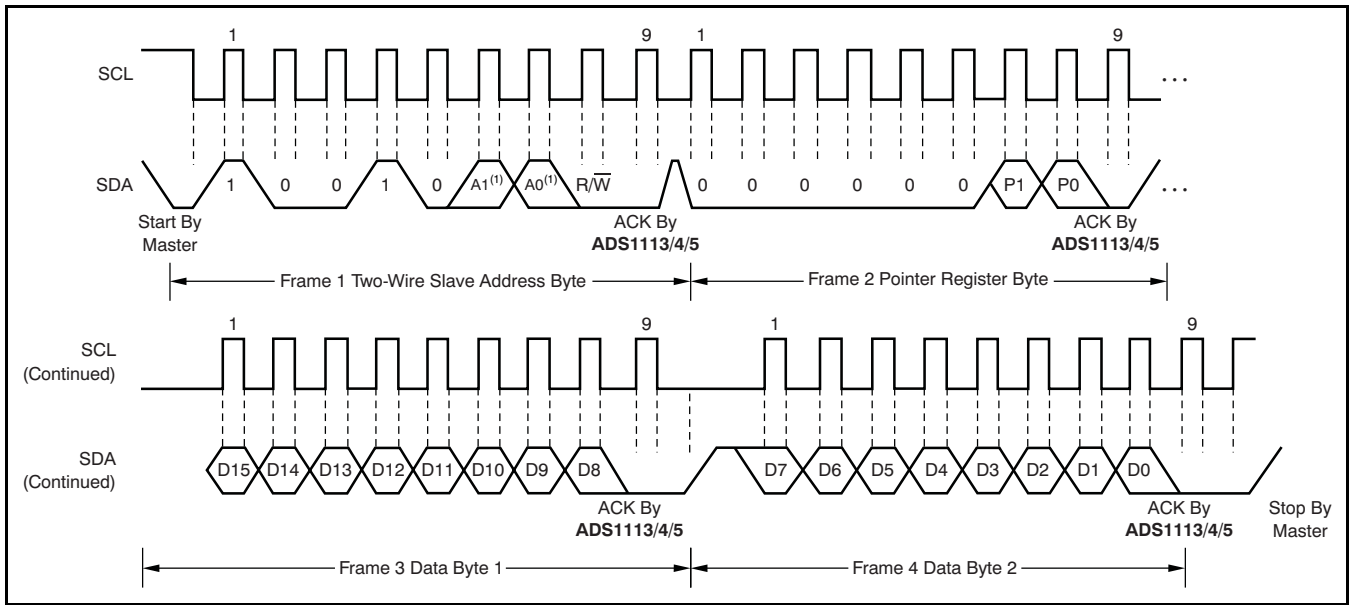 1 9 1 9
SCL ...
SDA 1 0 0 1 0 A1(1) A0(1) R/W̅ 0 0 0 0 0 0 P1 P0 ...
Start By Master
ACK By ADS1113/4/5
ACK By ADS1113/4/5
Frame 1 Two-Wire Slave Address Byte
Frame 2 Pointer Register Byte
1 9 1 9
SCL (Continued)
SDA (Continued) D15 D14 D13 D12 D11 D10 D9 D8 D7 D6 D5 D4 D3 D2 D1 D0
ACK By ADS1113/4/5
ACK By ADS1113/4/5
Stop By Master
Frame 3 Data Byte 1
Frame 4 Data Byte 2